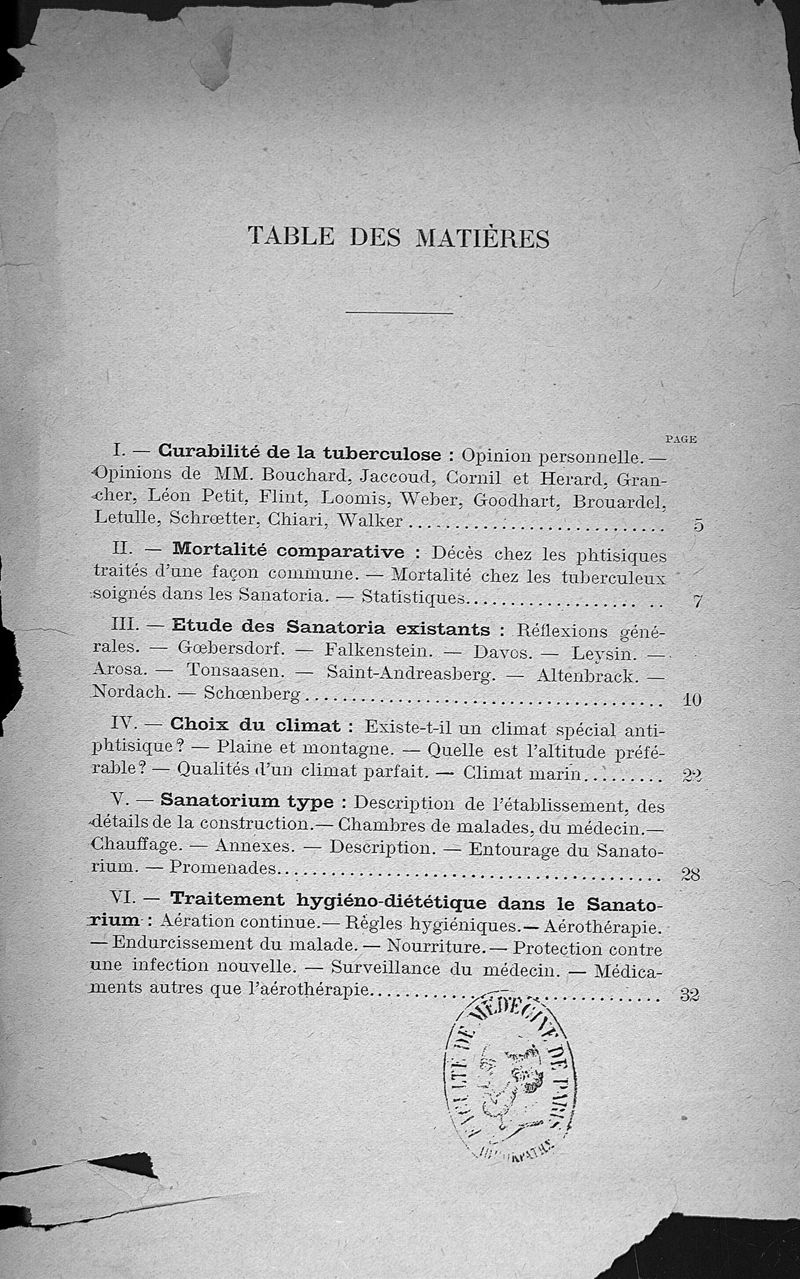 TABLE DES MATIÈRES
PAGE
I. — Curabilité de la tuberculose : Opinion personnelle. —
Opinions de MM. Bouchard, Jaccoud, Cornil et Herard, Gran-
cher, Léon Petit, Flint, Loomis, Weber, Goodhart, Brouardel,
Letulle, Schrœtter, Chiari, Walker .......................... 5
II. — Mortalité comparative : Décès chez les phtisiques
traités d'une façon commune. — Mortalité chez les tuberculeux
soignés dans les Sanatoria. — Statistiques.................... 7
III. — Etude des Sanatoria existants : Réflexions géné-
rales. — Gœbersdorf. — Falkenstein. — Davos. — Leysin. —
Arosa. — Tonsaasen. — Saint-Andreasberg. — Altenbrack. —
Nordach. — Schœnberg .................................... 10
IV. — Choix du climat : Existe-t-il un climat spécial anti-
phtisique ? — Plaine et montagne. — Quelle est l'altitude préfé-
rable ? — Qualités d'un climat parfait. — Climat marin......... 22
V. — Sanatorium type : Description de l'établissement, des
détails de la construction. — Chambres de malades, du médecin. —
Chauffage. — Annexes. — Description. — Entourage du Sanato-
rium. — Promenades....................................... 28
VI. — Traitement hygiéno-diététique dans le Sanato-
rium : Aération continue. — Régles hygiéniques. — Aérothérapie.
— Endurcissement du malade. — Nourriture. — Protection contre
une infection nouvelle. — Surveillance du médecin. — Médica-
ments autres que l'aérothérapie............................. 32
FACULTE DE MÉDECINE DE PARIS